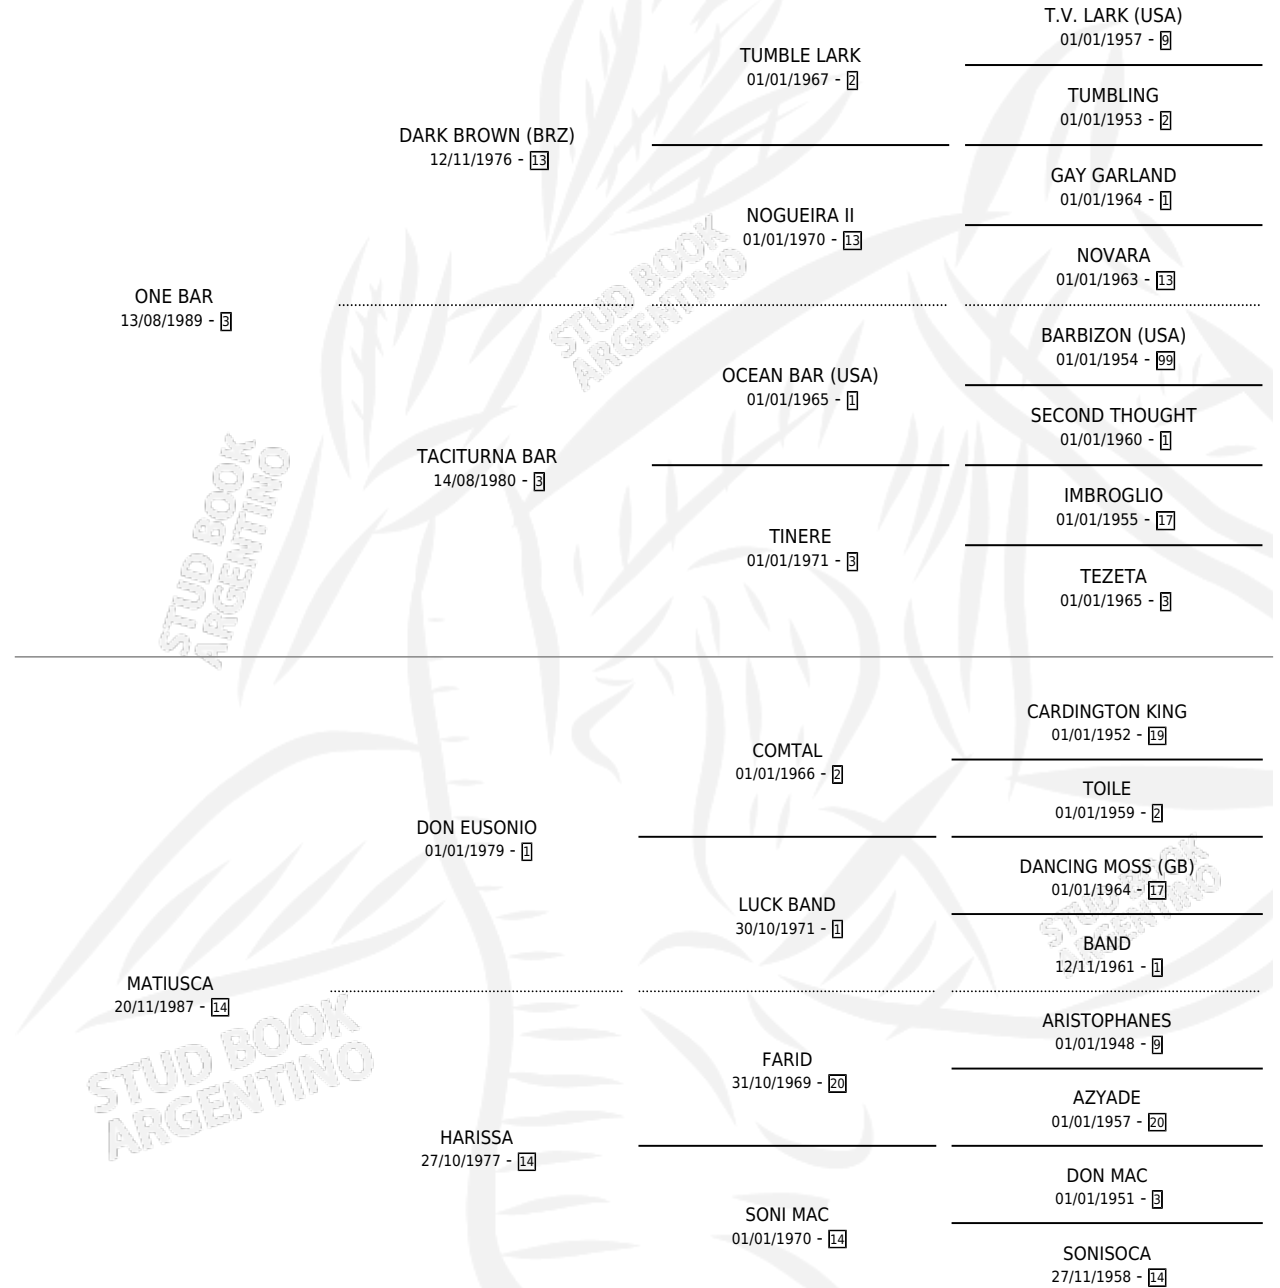 T.V. LARK (USA)
01/01/1957 - 9
TUMBLE LARK
01/01/1967 - 2
TUMBLING
01/01/1953 - 2
DARK BROWN (BRZ)
12/11/1976 - 13
GAY GARLAND
01/01/1964 - 1
NOGUEIRA II
01/01/1970 - 13
NOVARA
01/01/1963 - 13
ONE BAR
13/08/1989 - 3
BARBIZON (USA)
01/01/1954 - 99
OCEAN BAR (USA)
01/01/1965 - 1
SECOND THOUGHT
01/01/1960 - 1
TACITURNA BAR
14/08/1980 - 3
IMBROGLIO
01/01/1955 - 17
TINERE
01/01/1971 - 3
TEZETA
01/01/1965 - 3
CARDINGTON KING
01/01/1952 - 19
COMTAL
01/01/1966 - 2
TOILE
01/01/1959 - 2
DON EUSONIO
01/01/1979 - 1
DANCING MOSS (GB)
01/01/1964 - 17
LUCK BAND
30/10/1971 - 1
BAND
12/11/1961 - 1
MATIUSCA
20/11/1987 - 14
ARISTOPHANES
01/01/1948 - 9
FARID
31/10/1969 - 20
AZYADE
01/01/1957 - 20
HARISSA
27/10/1977 - 14
DON MAC
01/01/1951 - 3
SONI MAC
01/01/1970 - 14
SONISOCA
27/11/1958 - 14
STUD BOOK
ARGENTINO
STUD BOOK
ARGENTINO
STUD BOOK
ARGENTINO
STUD BOOK
ARGENTINO